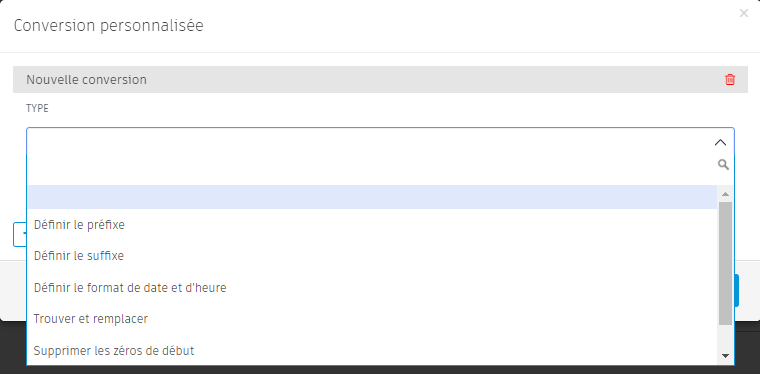 Conversion personnalisée
Nouvelle conversion
TYPE
Définir le préfixe
Définir le suffixe
Définir le format de date et d'heure
Trouver et remplacer
Supprimer les zéros de début